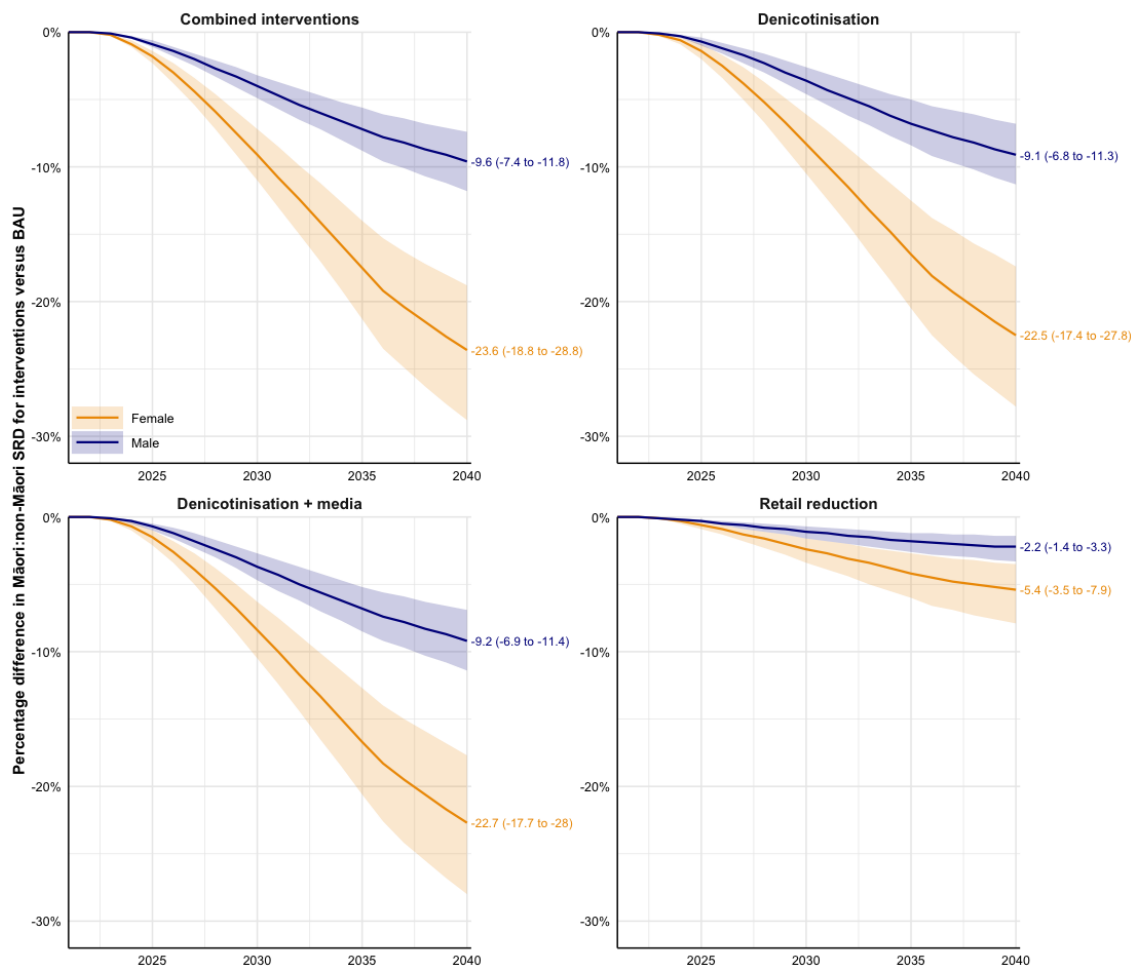 Percentage difference in Māori:non-Māori SRD for interventions versus BAU
Combined interventions
0%
-10%
-20%
-30%
-9.6 (-7.4 to -11.8)
-23.6 (-18.8 to -28.8)
Female
Male
2025 2030 2035 2040
Denicotinisation
0%
-10%
-20%
-30%
-9.1 (-6.8 to -11.3)
-22.5 (-17.4 to -27.8)
2025 2030 2035 2040
Denicotinisation + media
0%
-10%
-20%
-30%
-9.2 (-6.9 to -11.4)
-22.7 (-17.7 to -28)
2025 2030 2035 2040
Retail reduction
0%
-10%
-20%
-30%
-2.2 (-1.4 to -3.3)
-5.4 (-3.5 to -7.9)
2025 2030 2035 2040